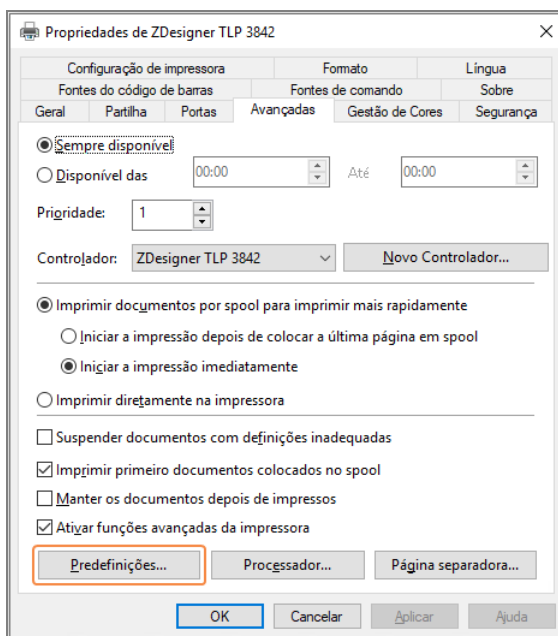 Propriedades de ZDesigner TLP 3842
Configuração de impressora Formato Língua
Fontes do código de barras Fontes de comando Sobre
Geral Partilha Portas Avançadas Gestão de Cores Segurança
Sempre disponível
Disponível das 00:00 Até 00:00
Prioridade: 1
Controlador: ZDesigner TLP 3842 Novo Controlador...
Imprimir documentos por spool para imprimir mais rapidamente
Iniciar a impressão depois de colocar a última página em spool
Iniciar a impressão imediatamente
Imprimir diretamente na impressora
Suspender documentos com definições inadequadas
Imprimir primeiro documentos colocados no spool
Manter os documentos depois de impressos
Ativar funções avançadas da impressora
Predefinições... Processador... Página separadora...
OK Cancelar Aplicar Ajuda